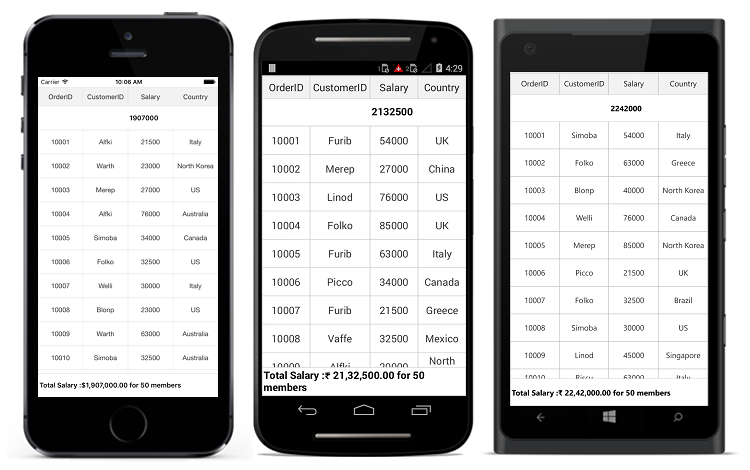 Carrier 10:06 AM
OrderID CustomerID Salary Country
1907000
10001 Alfki 21500 Italy
10002 Warth 23000 North Korea
10003 Merep 27000 US
10004 Alfki 76000 Australia
10005 Simoba 34000 Canada
10006 Folko 32500 US
10007 Welli 30000 Italy
10008 Blonp 23000 US
10009 Warth 63000 Australia
10010 Simoba 32500 Australia
Total Salary :$1,907,000.00 for 50 members
4:29
OrderID CustomerID Salary Country
2132500
10001 Furib 54000 UK
10002 Merep 27000 China
10003 Linod 76000 US
10004 Folko 85000 UK
10005 Furib 63000 Italy
10006 Picco 34000 Canada
10007 Furib 21500 Greece
10008 Vaffe 32500 Mexico
10009 Alfki North
Total Salary :₹ 21,32,500.00 for 50
members
OrderID CustomerID Salary Country
2242000
10001 Simoba 54000 Italy
10002 Folko 63000 Greece
10003 Blonp 40000 North Korea
10004 Welli 76000 Canada
10005 Merep 85000 North Korea
10006 Picco 21500 UK
10007 Folko 32500 Brazil
10008 Simoba 30000 US
10009 Linod 45000 Singapore
10010 63000 Italy
Total Salary :₹ 22,42,000.00 for 50 members